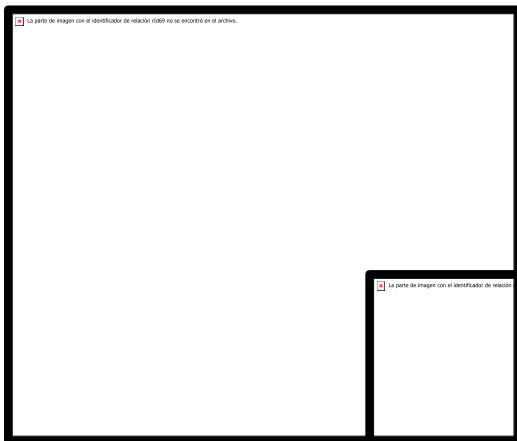 La parte de imagen con el identificador de relación rId69 no se encontró en el archivo.
La parte de imagen con el identificador de relación